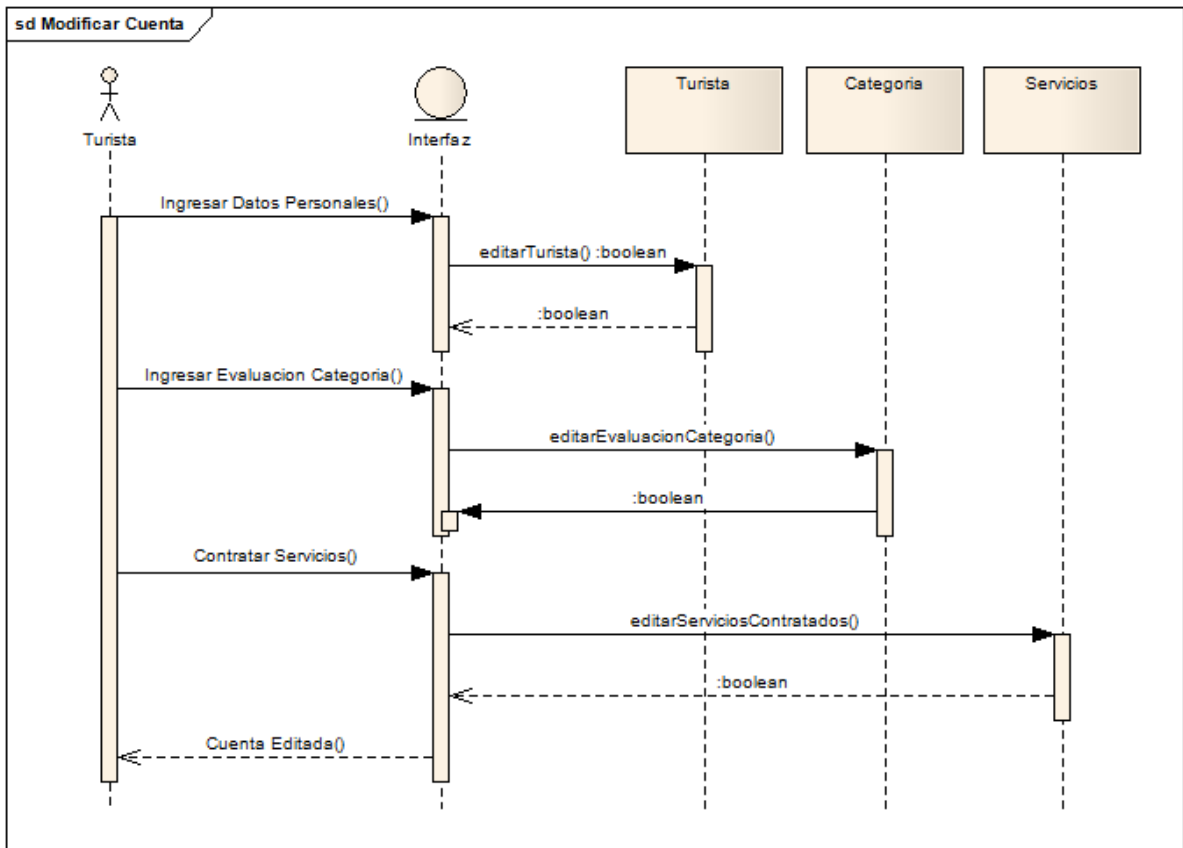 sd Modificar Cuenta
Turista
Interfaz
Turista
Categoria
Servicios
Ingresar Datos Personales()
editarTurista() :boolean
:boolean
Ingresar Evaluacion Categoria()
editarEvaluacionCategoria()
:boolean
Contratar Servicios()
editarServiciosContratados()
:boolean
Cuenta Editada()